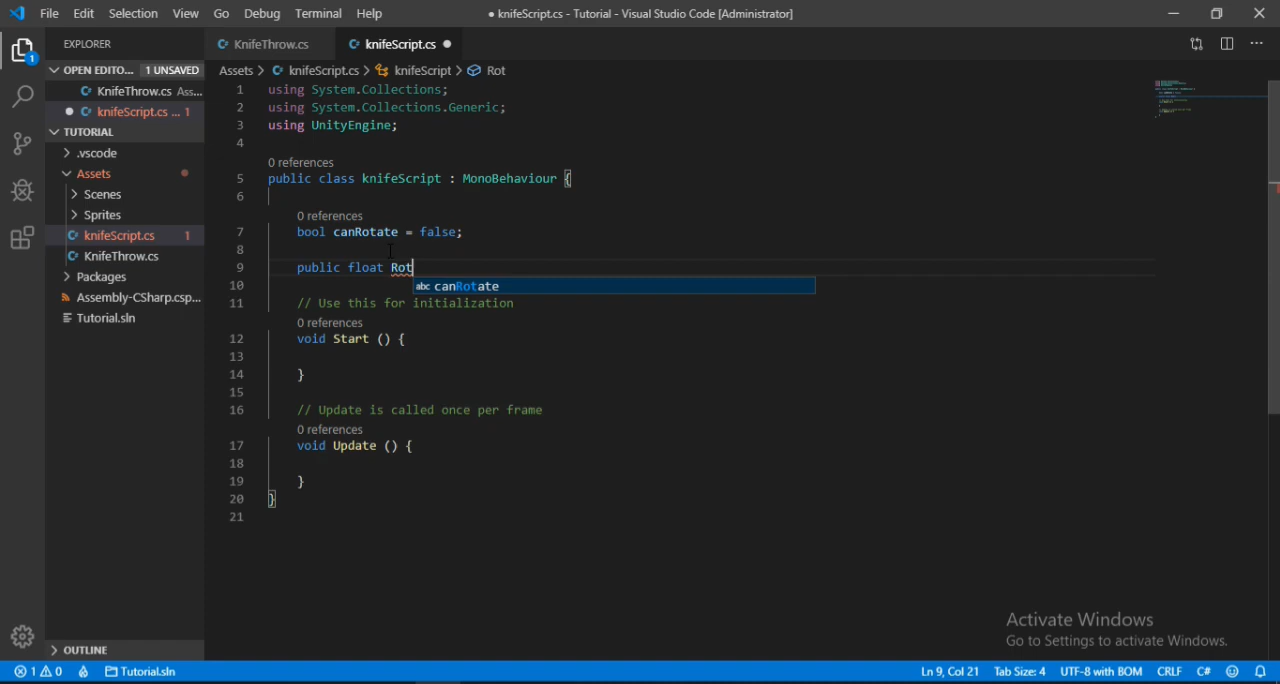 File Edit Selection View Go Debug Terminal Help
● knifeScript.cs - Tutorial - Visual Studio Code [Administrator]
EXPLORER
KnifeThrow.cs
knifeScript.cs
OPEN EDITO... 1 UNSAVED
KnifeThrow.cs Ass...
knifeScript.cs ... 1
TUTORIAL
.vscode
Assets
Scenes
Sprites
knifeScript.cs 1
KnifeThrow.cs
Packages
Assembly-CSharp.csp...
Tutorial.sln
OUTLINE
1
Assets > knifeScript.cs > knifeScript > Rot
1 using System.Collections;
2 using System.Collections.Generic;
3 using UnityEngine;
4
0 references
5 public class knifeScript : MonoBehaviour {
6
0 references
7 bool canRotate = false;
8
9 public float Rot
abc canRotate
10
11 // Use this for initialization
0 references
12 void Start () {
13
14 }
15
16 // Update is called once per frame
0 references
17 void Update () {
18
19 }
20 }
21
Activate Windows
Go to Settings to activate Windows.
1 0 Tutorial.sln
Ln 9, Col 21 Tab Size: 4 UTF-8 with BOM CRLF C#